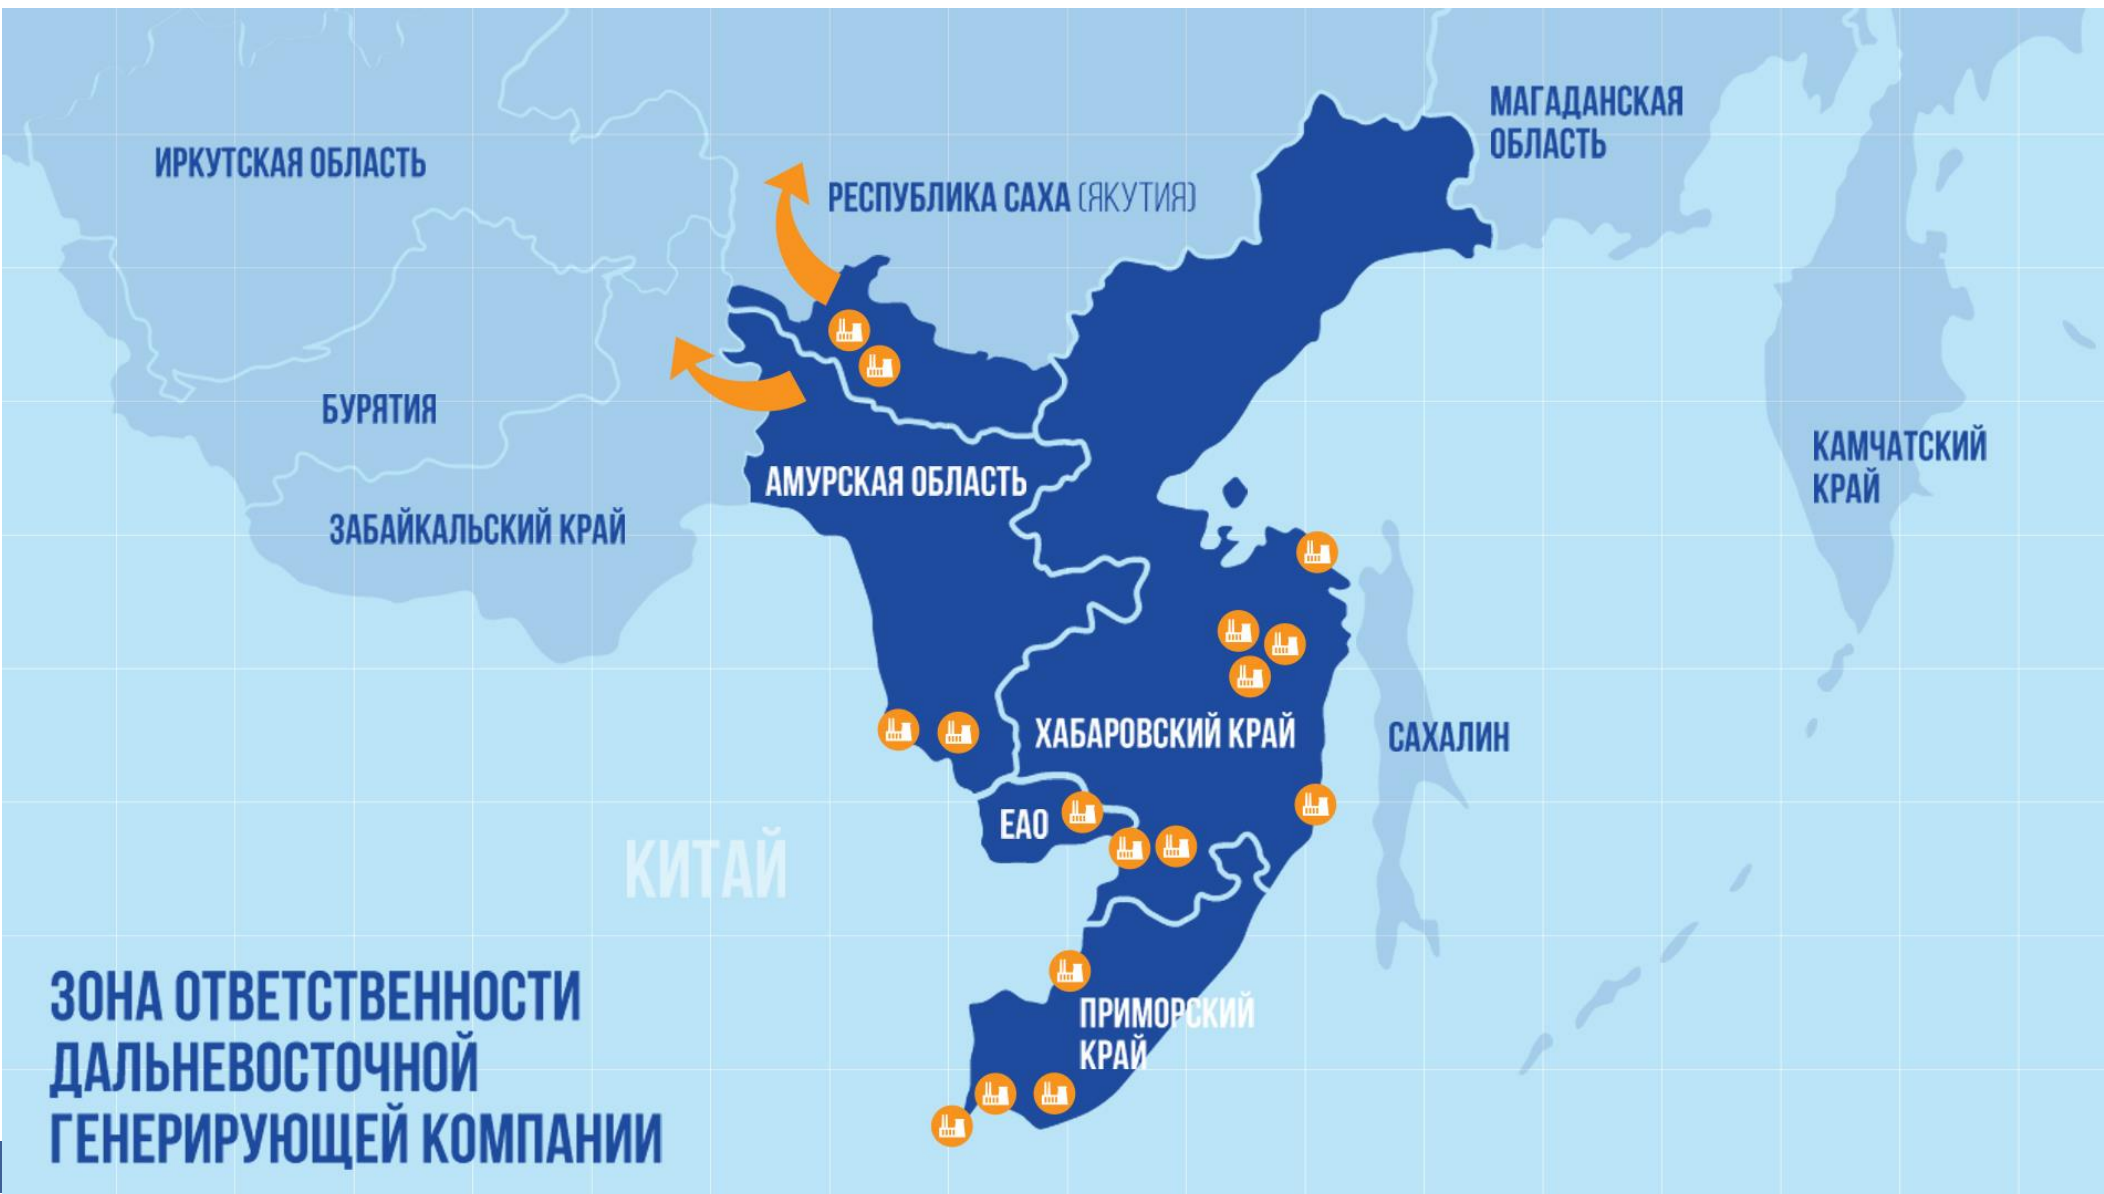 МАГАДАНСКАЯ
ОБЛАСТЬ
ИРКУТСКАЯ ОБЛАСТЬ
РЕСПУБЛИКА САХА (ЯКУТИЯ)
БУРЯТИЯ
КАМЧАТСКИЙ
КРАЙ
АМУРСКАЯ ОБЛАСТЬ
ЗАБАЙКАЛЬСКИЙ КРАЙ
ХАБАРОВСКИЙ КРАЙ
САХАЛИН
ЕАО
КИТАЙ
ПРИМОРСКИЙ
КРАЙ
ЗОНА ОТВЕТСТВЕННОСТИ
ДАЛЬНЕВОСТОЧНОЙ
ГЕНЕРИРУЮЩЕЙ КОМПАНИИ